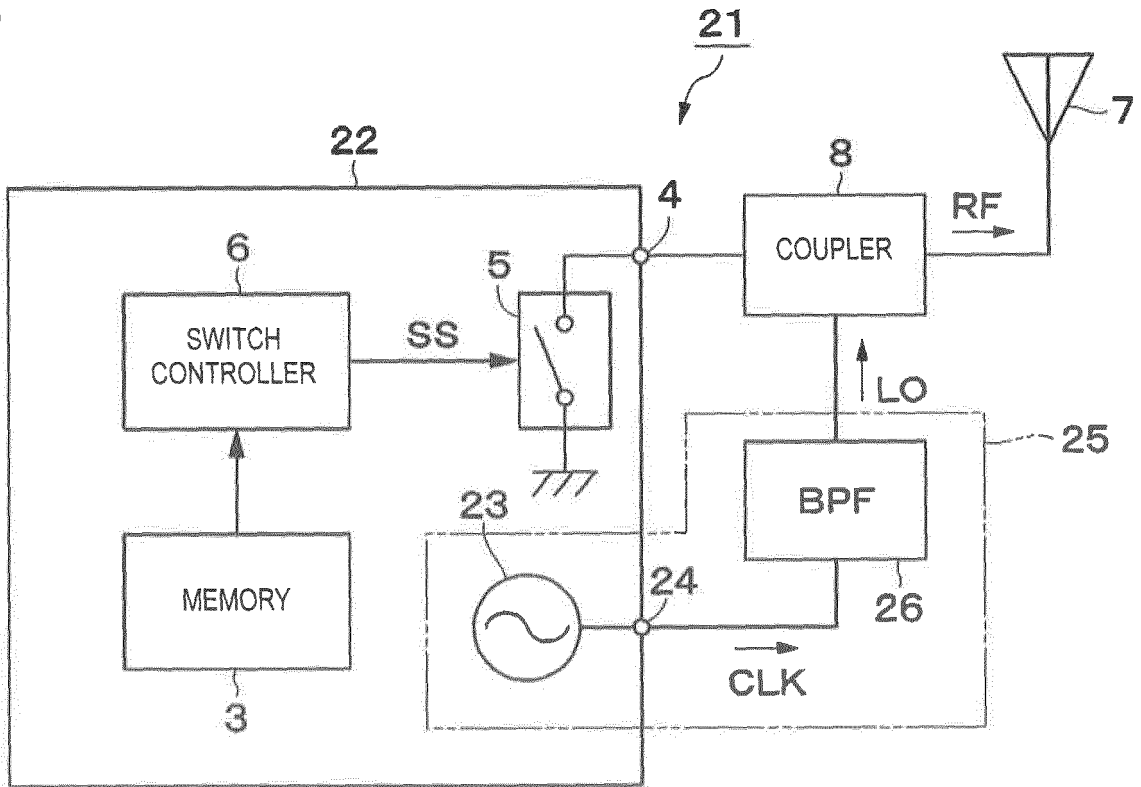 21
7
22
8
4
RF
COUPLER
6
5
SWITCH
CONTROLLER
SS
LO
25
BPF
23
24
26
MEMORY
CLK
3